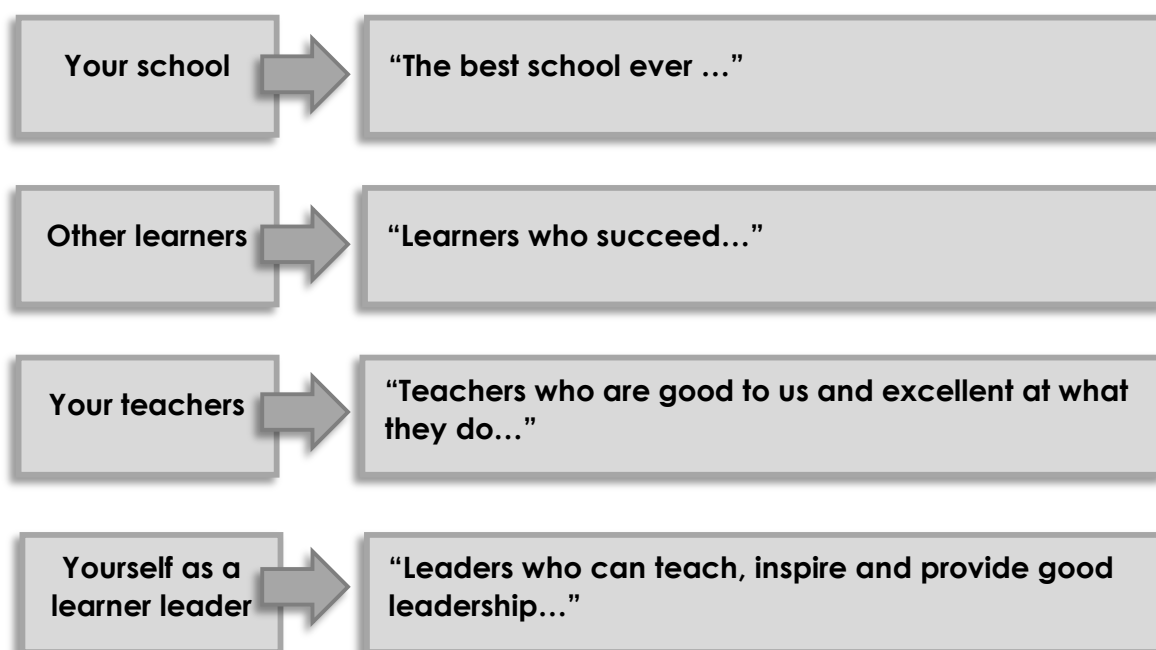 Your school
“The best school ever …”
Other learners
“Learners who succeed…”
Your teachers
“Teachers who are good to us and excellent at what
they do…”
Yourself as a
learner leader
“Leaders who can teach, inspire and provide good
leadership…”